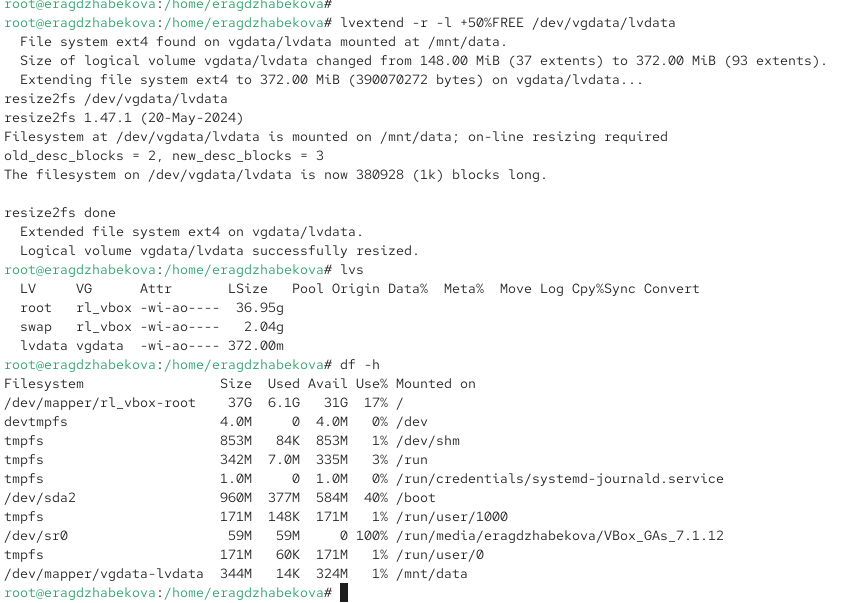 root@eragdzhabekova:/home/eragdzhabekova#
root@eragdzhabekova:/home/eragdzhabekova# lvextend -r -l +50%FREE /dev/vgdata/lvdata
  File system ext4 found on vgdata/lvdata mounted at /mnt/data.
  Size of logical volume vgdata/lvdata changed from 148.00 MiB (37 extents) to 372.00 MiB (93 extents).
  Extending file system ext4 to 372.00 MiB (390070272 bytes) on vgdata/lvdata...
resize2fs /dev/vgdata/lvdata
resize2fs 1.47.1 (20-May-2024)
Filesystem at /dev/vgdata/lvdata is mounted on /mnt/data; on-line resizing required
old_desc_blocks = 2, new_desc_blocks = 3
The filesystem on /dev/vgdata/lvdata is now 380928 (1k) blocks long.

resize2fs done
  Extended file system ext4 on vgdata/lvdata.
  Logical volume vgdata/lvdata successfully resized.
root@eragdzhabekova:/home/eragdzhabekova# lvs
  LV     VG      Attr       LSize   Pool Origin Data%  Meta%  Move Log Cpy%Sync Convert
  root   rl_vbox -wi-ao----  36.95g
  swap   rl_vbox -wi-ao----   2.04g
  lvdata vgdata  -wi-ao---- 372.00m
root@eragdzhabekova:/home/eragdzhabekova# df -h
Filesystem                 Size  Used Avail Use% Mounted on
/dev/mapper/rl_vbox-root    37G  6.1G   31G  17% /
devtmpfs                   4.0M     0  4.0M   0% /dev
tmpfs                      853M   84K  853M   1% /dev/shm
tmpfs                      342M  7.0M  335M   3% /run
tmpfs                      1.0M     0  1.0M   0% /run/credentials/systemd-journald.service
/dev/sda2                  960M  377M  584M  40% /boot
tmpfs                      171M  148K  171M   1% /run/user/1000
/dev/sr0                    59M   59M     0 100% /run/media/eragdzhabekova/VBox_GAs_7.1.12
tmpfs                      171M   60K  171M   1% /run/user/0
/dev/mapper/vgdata-lvdata  344M   14K  324M   1% /mnt/data
root@eragdzhabekova:/home/eragdzhabekova#